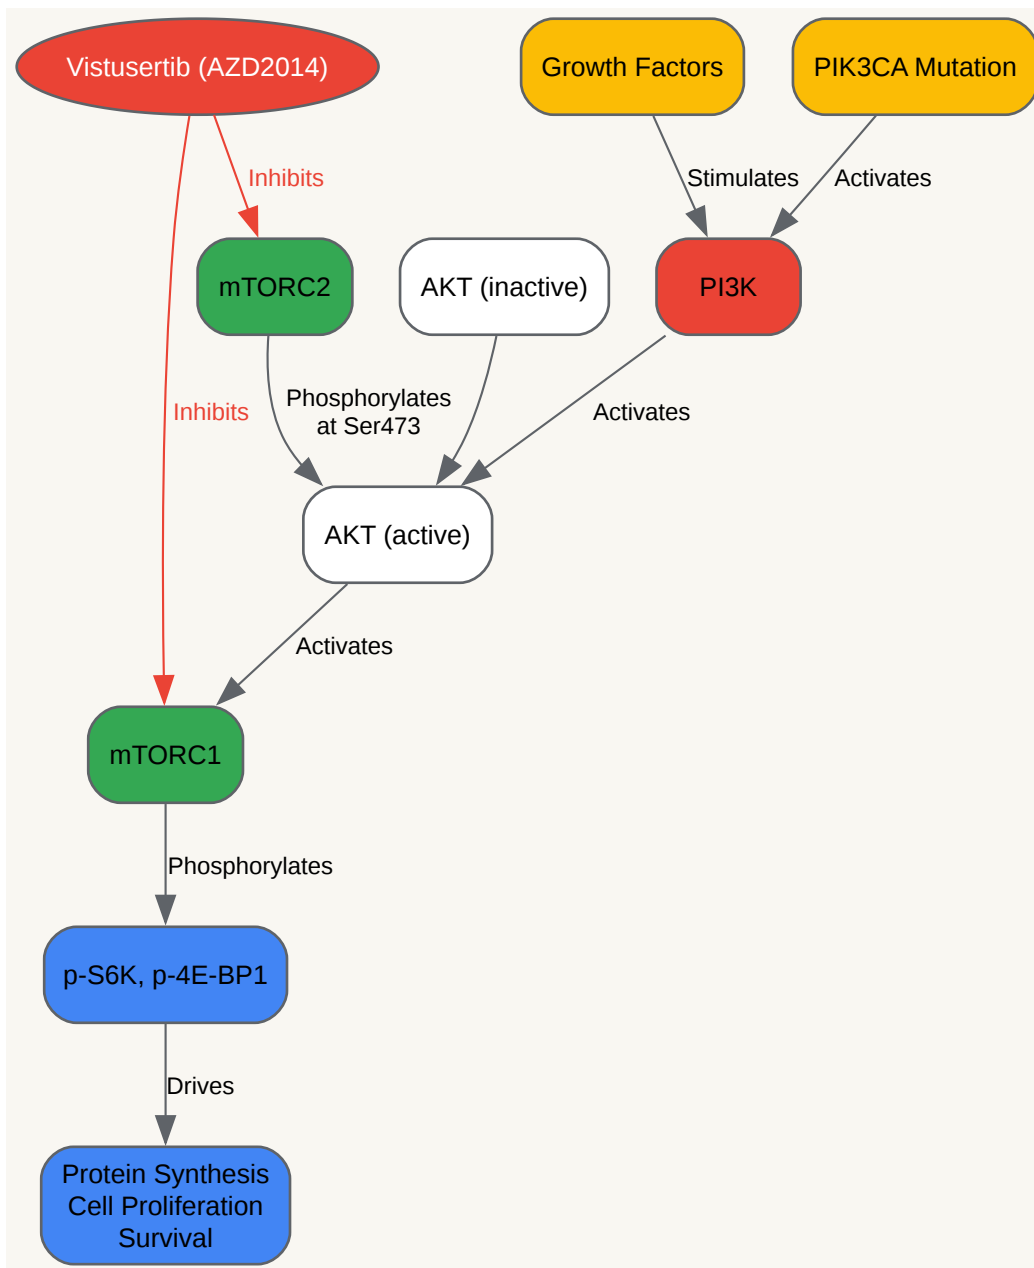 Vistusertib (AZD2014)
Growth Factors
PIK3CA Mutation
Inhibits
Stimulates
Activates
mTORC2
AKT (inactive)
PI3K
Inhibits
Phosphorylates
at Ser473
Activates
AKT (active)
Activates
mTORC1
Phosphorylates
p-S6K, p-4E-BP1
Drives
Protein Synthesis
Cell Proliferation
Survival